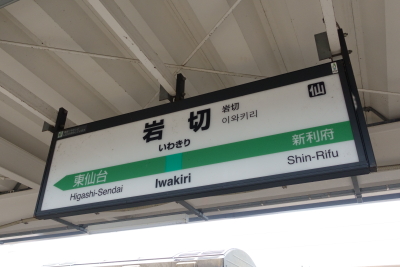 岩切
いわきり
岩切
이와키리
仙
東仙台
Higashi-Sendai
Iwakiri
新利府
Shin-Rifu